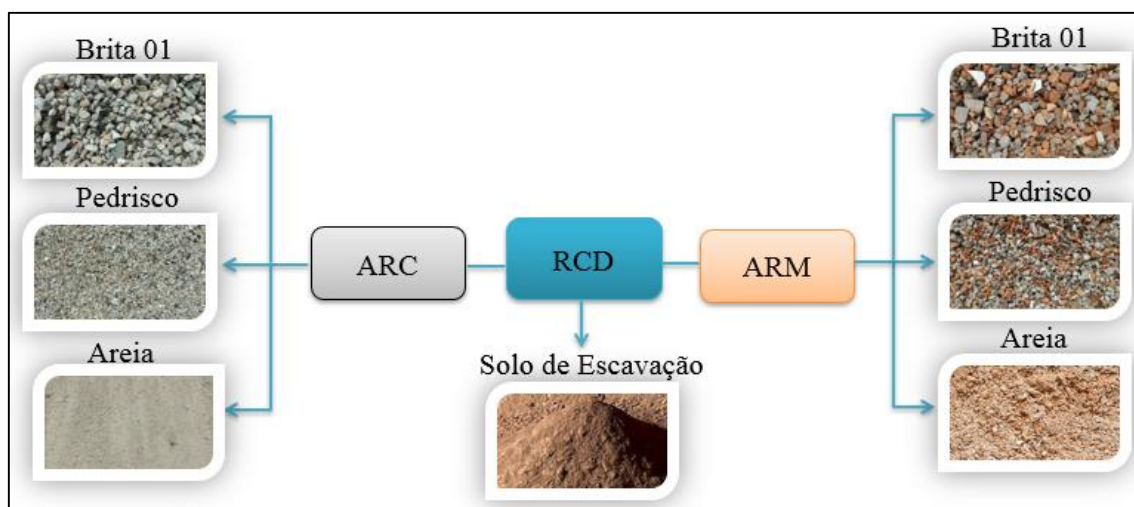 Brita 01
Pedrisco
Areia
ARC
RCD
ARM
Solo de Escavação
Brita 01
Pedrisco
Areia